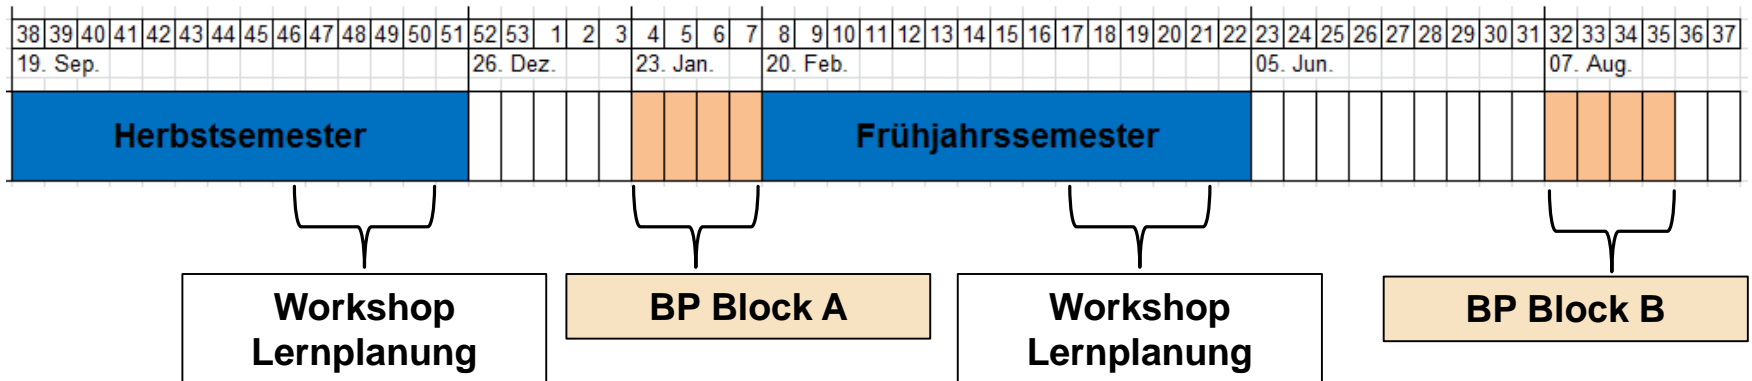 38 39 40 41 42 43 44 45 46 47 48 49 50 51 52 53 1 2 3 4 5 6 7 8 9 10 11 12 13 14 15 16 17 18 19 20 21 22 23 24 25 26 27 28 29 30 31 32 33 34 35 36 37
19. Sep. 26. Dez. 23. Jan. 20. Feb. 05. Jun. 07. Aug.
Herbstsemester Frühjahrssemester
Workshop
Lernplanung
BP Block A
Workshop
Lernplanung
BP Block B